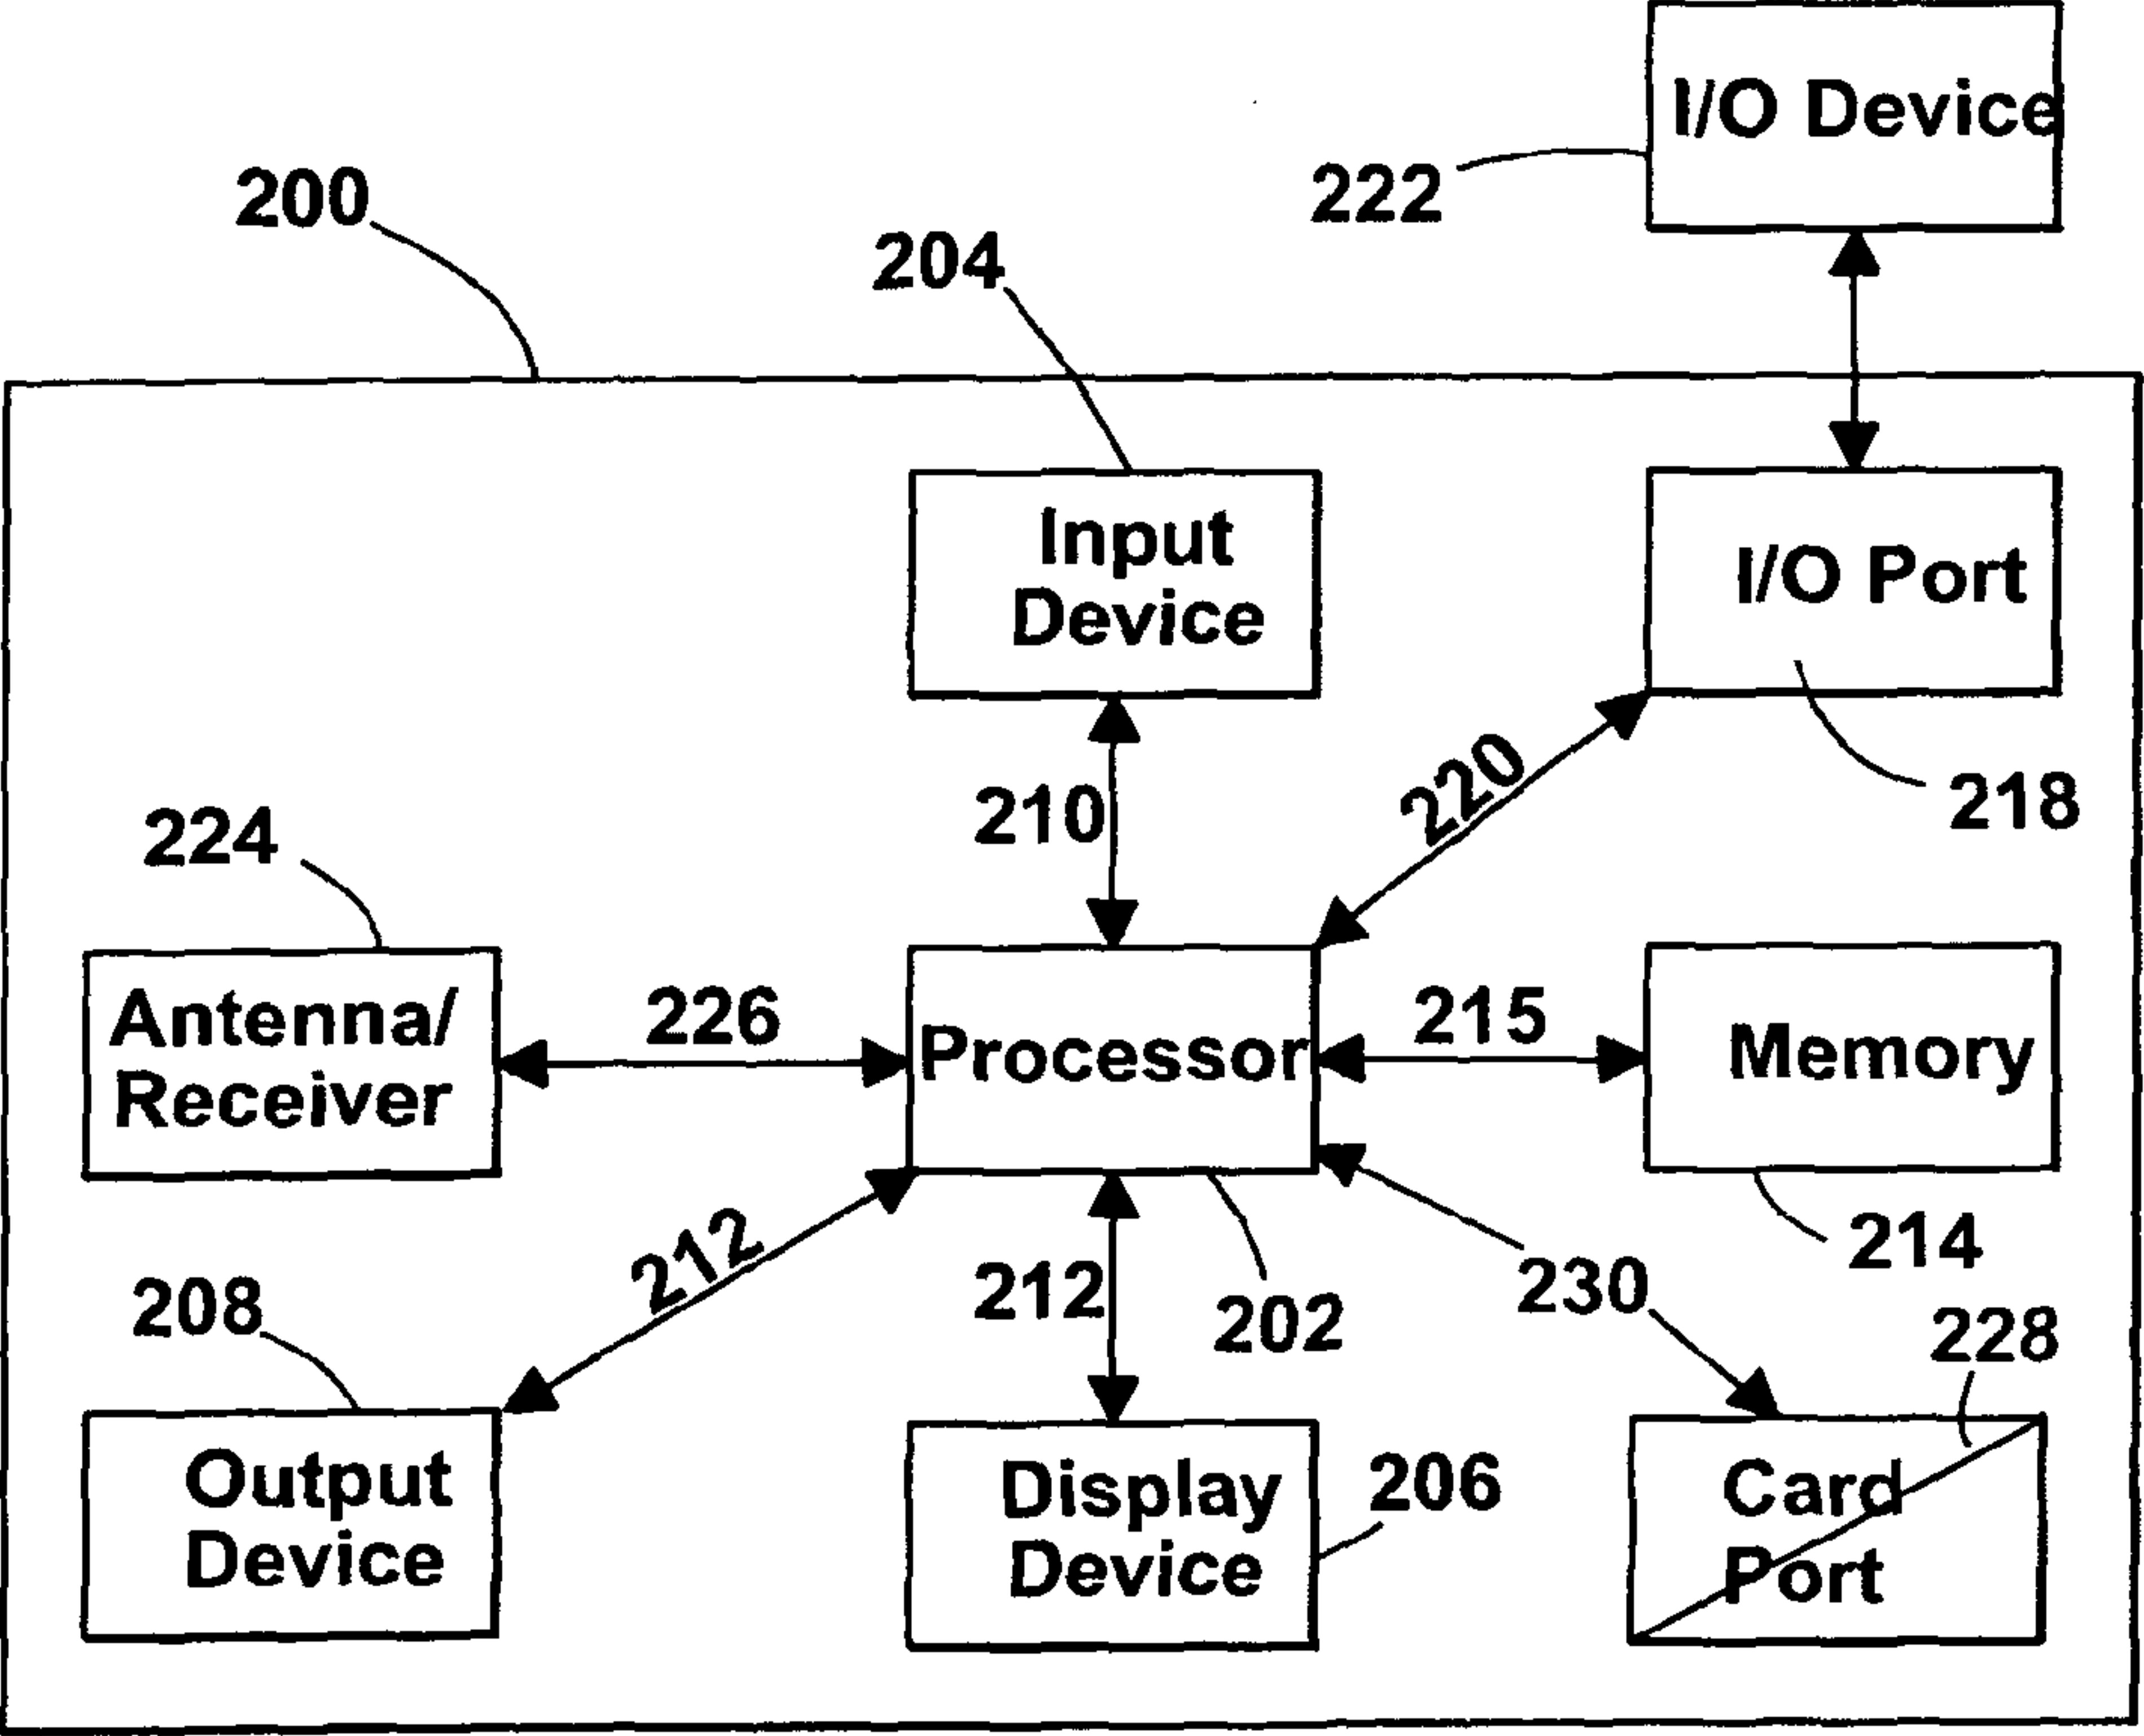 I/O Device
222
200
204
Input
Device
I/O Port
210
220
218
224
Antenna/
Receiver
226
Processor
215
Memory
212
212
202
230
214
208
228
Output
Device
Display
Device
206
Card
Port